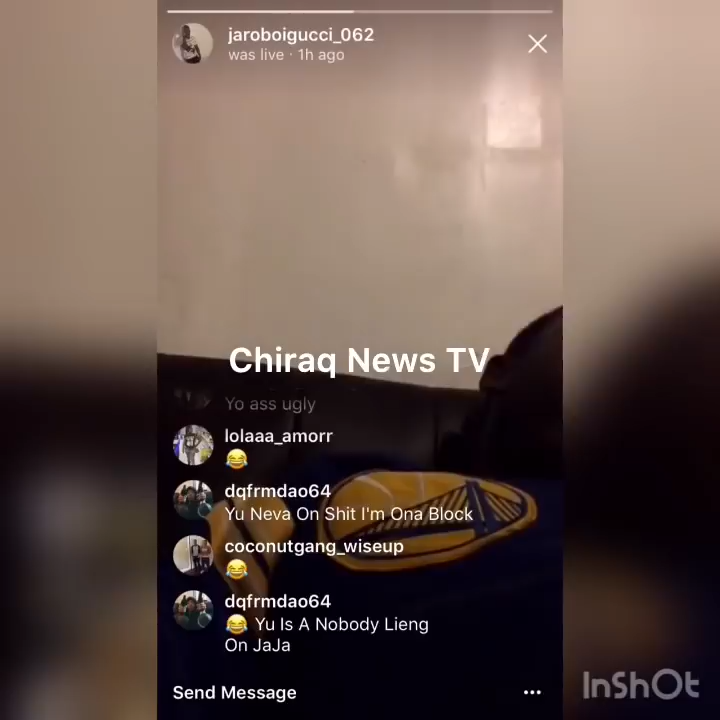 jaroboigucci_062
was live · 1h ago
Chiraq News TV
Yo ass ugly
lolaaa_amorr
😂
dqfrmdao64
Yu Neva On Shit I'm Ona Block
coconutgang_wiseup
😂
dqfrmdao64
😂 Yu Is A Nobody Lieng
On JaJa
Send Message
InShOt